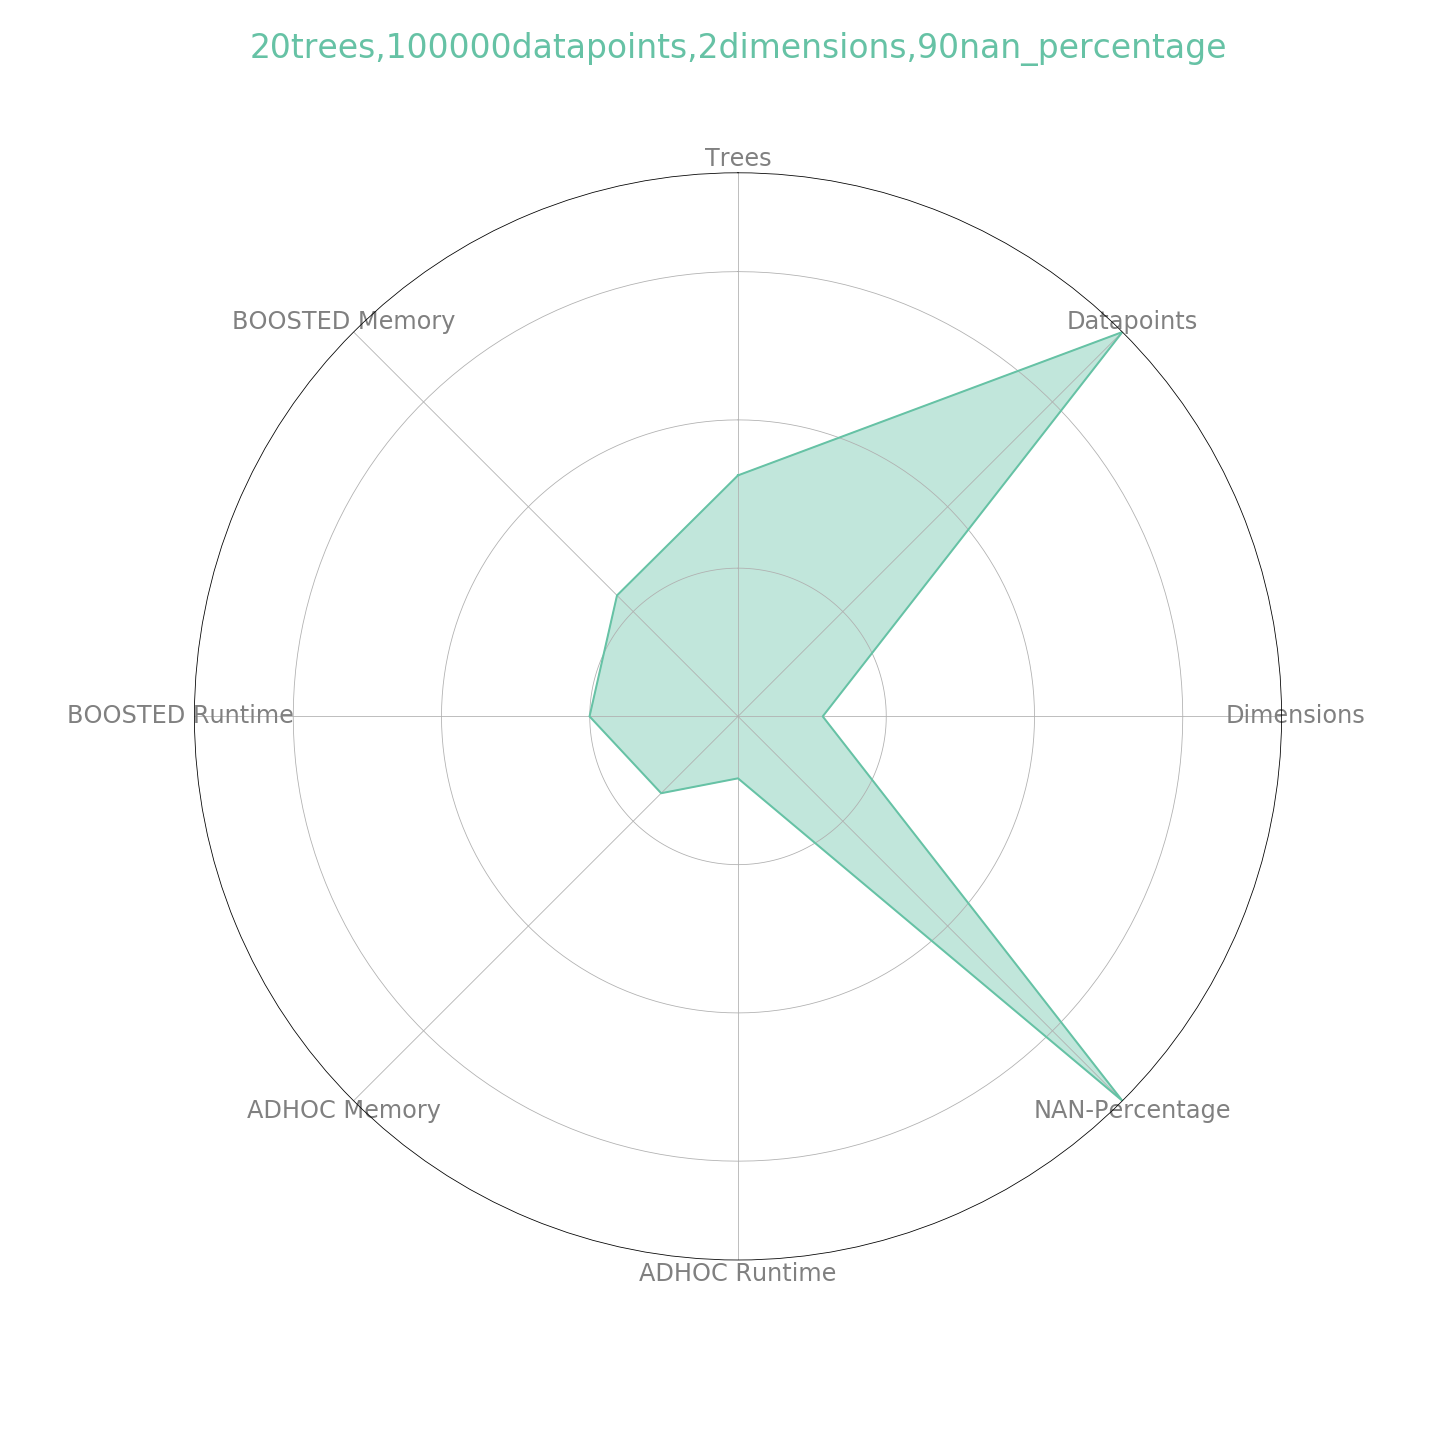 20trees,100000datapoints,2dimensions,90nan_percentage
Trees
BOOSTED Memory
Datapoints
BOOSTED Runtime
Dimensions
ADHOC Memory
NAN-Percentage
ADHOC Runtime